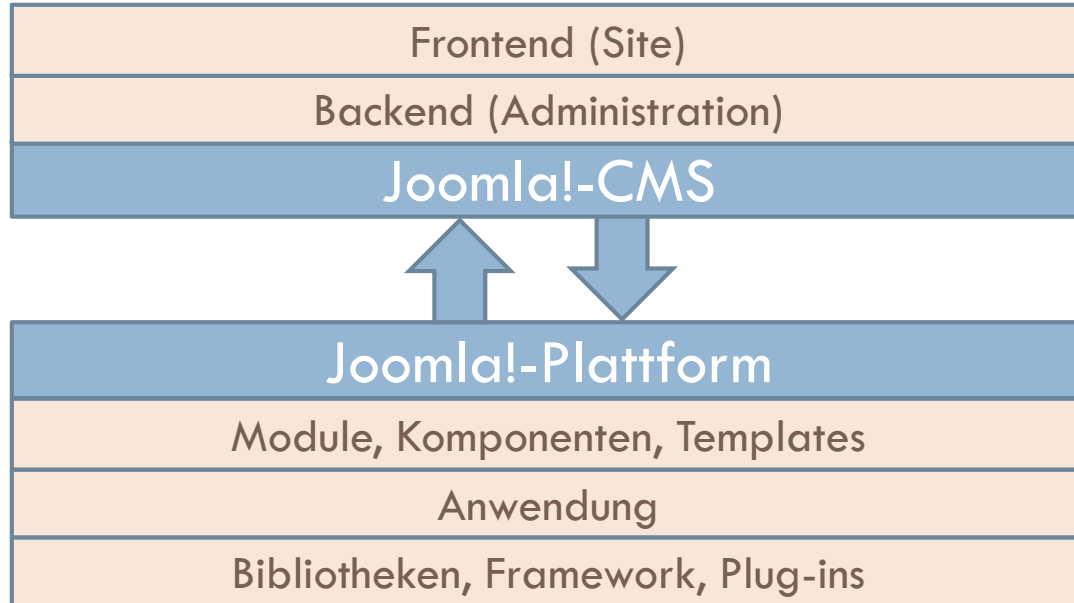 Frontend (Site)
Backend (Administration)
Joomla!-CMS
Joomla!-Plattform
Module, Komponenten, Templates
Anwendung
Bibliotheken, Framework, Plug-ins